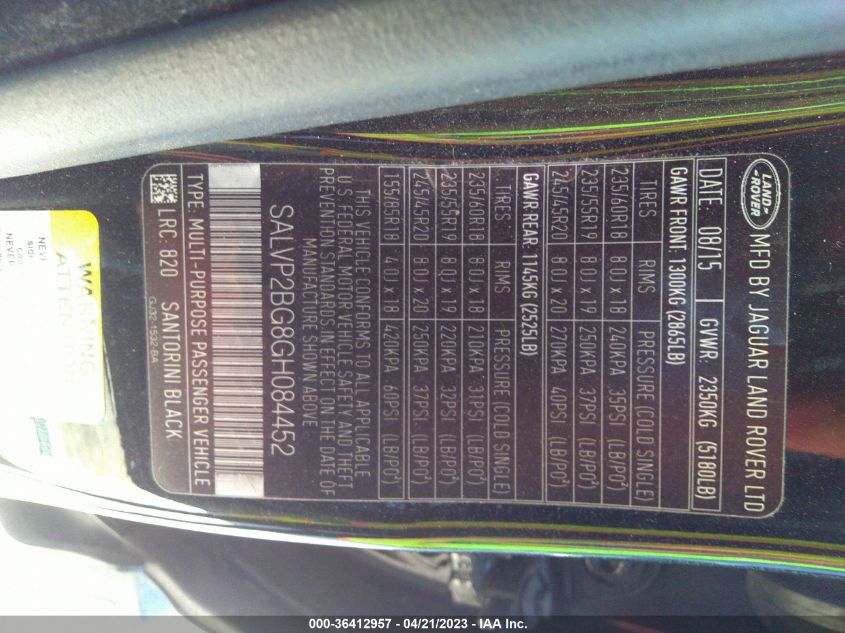 LAND
ROVER
MFD BY JAGUAR LAND ROVER LTD
DATE: 08/15 GVWR. 2350KG (5180LB)
GAWR FRONT: 1300KG (2865LB)
TIRES RIMS PRESSURE (COLD SINGLE)
235/60R18 8.0J x 18 240KPA 35PSI (LB/PO²)
235/55R19 8.0J x 19 250KPA 37PSI (LB/PO²)
245/45R20 8.0J x 20 270KPA 40PSI (LB/PO²)
GAWR REAR: 1145KG (2525LB)
TIRES RIMS PRESSURE (COLD SINGLE)
235/60R18 8.0J x 18 210KPA 31PSI (LB/PO²)
235/55R19 8.0J x 19 220KPA 32PSI (LB/PO²)
245/45R20 8.0J x 20 250KPA 37PSI (LB/PO²)
155/85R18 4.0J x 18 420KPA 60PSI (LB/PO²)
THIS VEHICLE CONFORMS TO ALL APPLICABLE
U.S. FEDERAL MOTOR VEHICLE SAFETY AND THEFT
PREVENTION STANDARDS IN EFFECT ON THE DATE OF
MANUFACTURE SHOWN ABOVE
SALVP2BG8GH084452
TYPE: MULTI-PURPOSE PASSENGER VEHICLE
LRC: 820 SANTORINI BLACK
GJ32-1532-BA
WARNING
NEVER
000-36412957 - 04/21/2023 - IAA Inc.